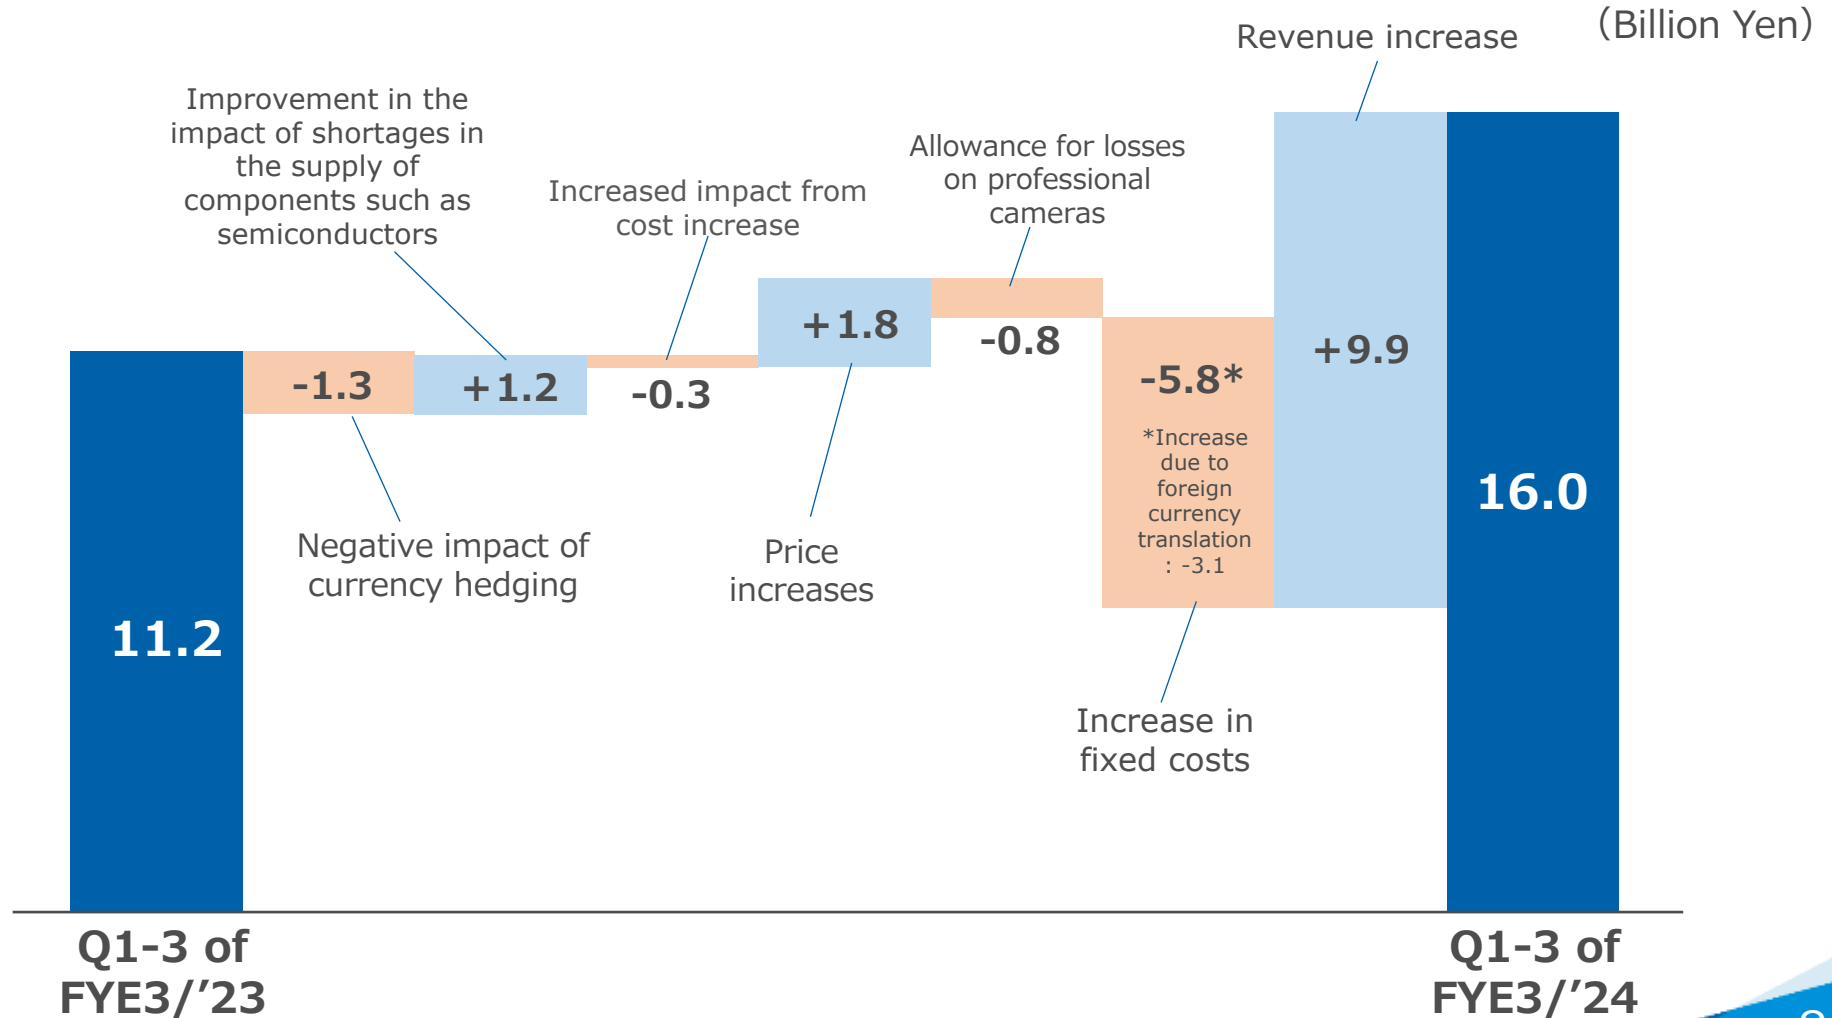 （Billion Yen）
Revenue increase
Improvement in the
impact of shortages in
the supply of
components such as
semiconductors
Increased impact from
cost increase
Allowance for losses
on professional
cameras
-1.3
+1.2
-0.3
+1.8
-0.8
-5.8*
*Increase
due to
foreign
currency
translation
: -3.1
+9.9
Negative impact of
currency hedging
Price
increases
Increase in
fixed costs
11.2
16.0
Q1-3 of
FYE3/’23
Q1-3 of
FYE3/’24